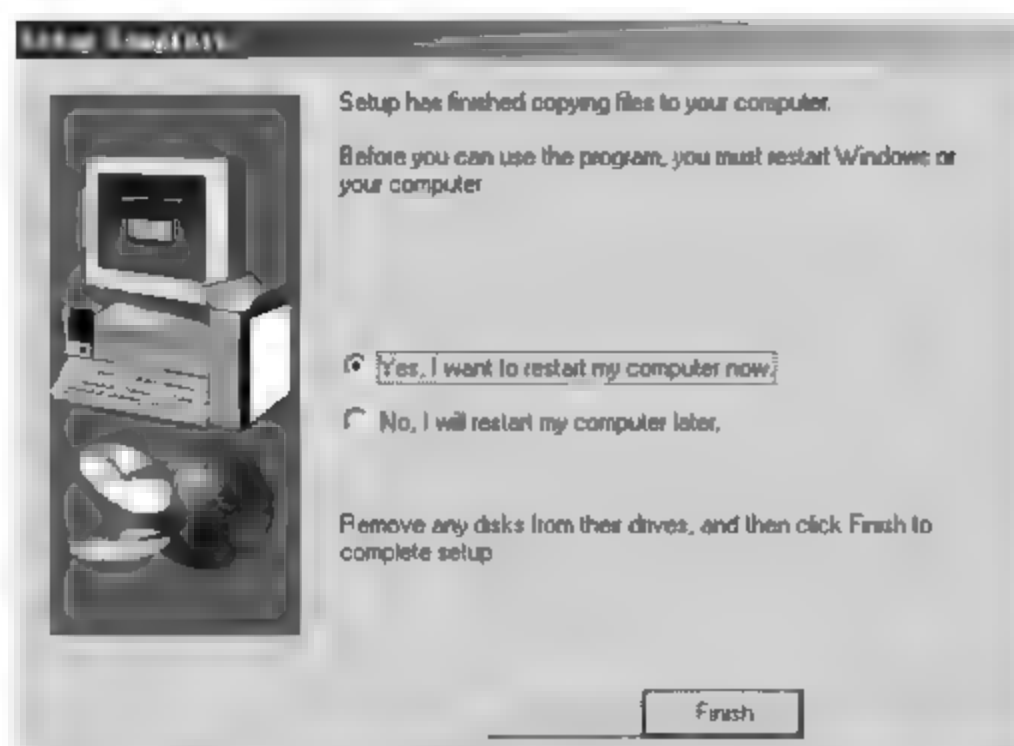 Setup Complete
Setup has finished copying files to your computer.
Before you can use the program, you must restart Windows or
your computer
Yes, I want to restart my computer now.
No, I will restart my computer later.
Remove any disks from their drives, and then click Finish to
complete setup
Finish